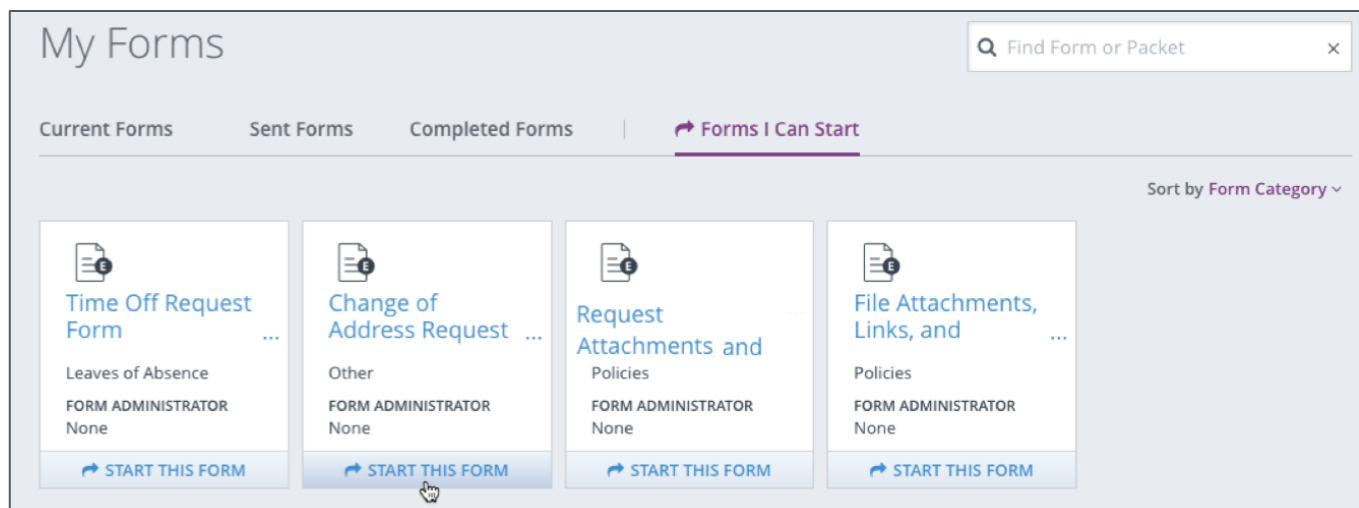 My Forms
Find Form or Packet ×
Current Forms Sent Forms Completed Forms Forms I Can Start
Sort by Form Category
E
Time Off Request
Form ...
Leaves of Absence
FORM ADMINISTRATOR
None
START THIS FORM
E
Change of
Address Request ...
Other
FORM ADMINISTRATOR
None
START THIS FORM
E
Request ...
Attachments and
Policies
FORM ADMINISTRATOR
None
START THIS FORM
E
File Attachments,
Links, and ...
Policies
FORM ADMINISTRATOR
None
START THIS FORM